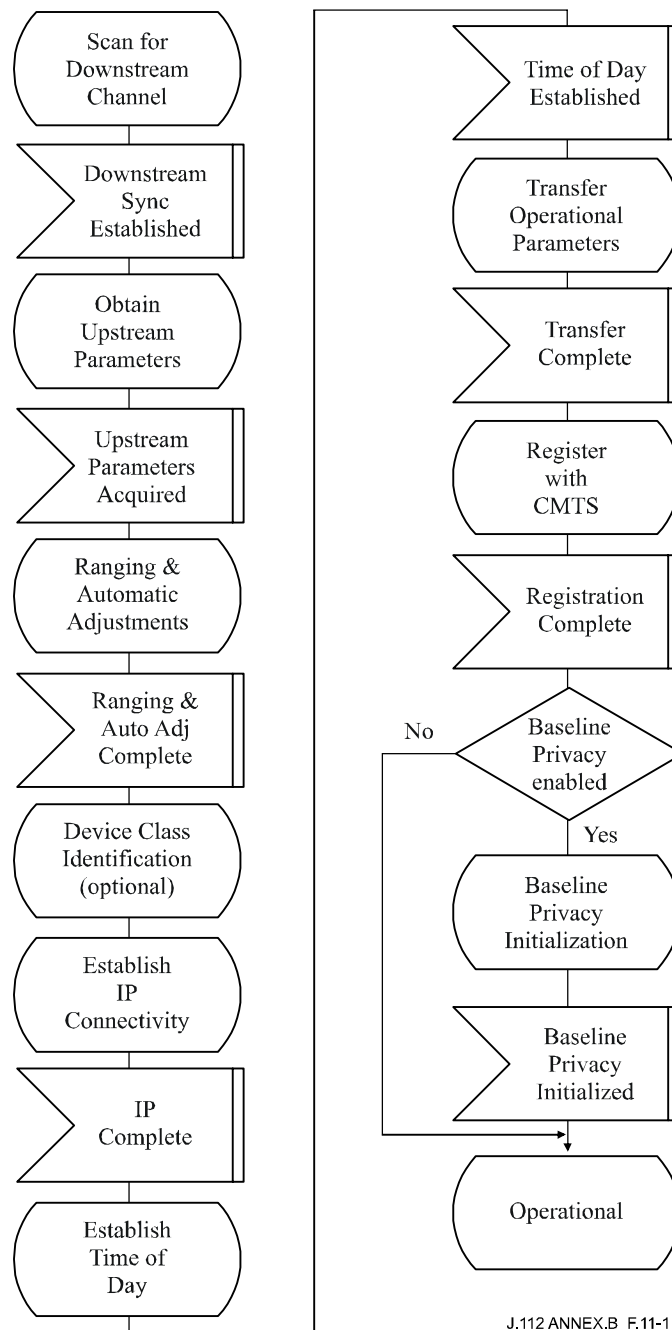 Scan for
Downstream
Channel
Downstream
Sync
Established
Obtain
Upstream
Parameters
Upstream
Parameters
Acquired
Ranging &
Automatic
Adjustments
Ranging &
Auto Adj
Complete
Device Class
Identification
(optional)
Establish
IP
Connectivity
IP
Complete
Establish
Time of
Day
Time of Day
Established
Transfer
Operational
Parameters
Transfer
Complete
Register
with
CMTS
Registration
Complete
No
Baseline
Privacy
enabled
Yes
Baseline
Privacy
Initialization
Baseline
Privacy
Initialized
Operational
J.112 ANNEX.B_F.11-1